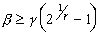 β ≥ γ(2^{1/r} − 1)